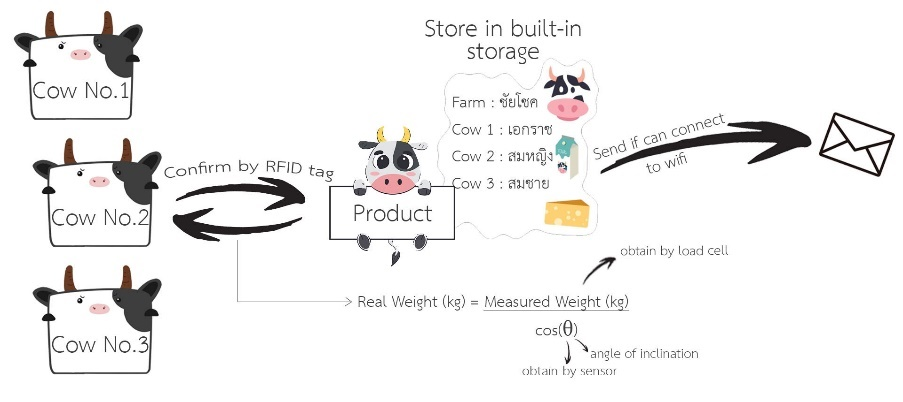 Cow No.1
Cow No.2
Cow No.3
Confirm by RFID tag
Product
Store in built-in
storage
Farm : ชัยโชค
Cow 1 : เอกราช
Cow 2 : สมหญิง
Cow 3 : สมชาย
Send if can connect
to wifi
obtain by load cell
Real Weight (kg) = Measured Weight (kg)
cos(θ)
angle of inclination
obtain by sensor